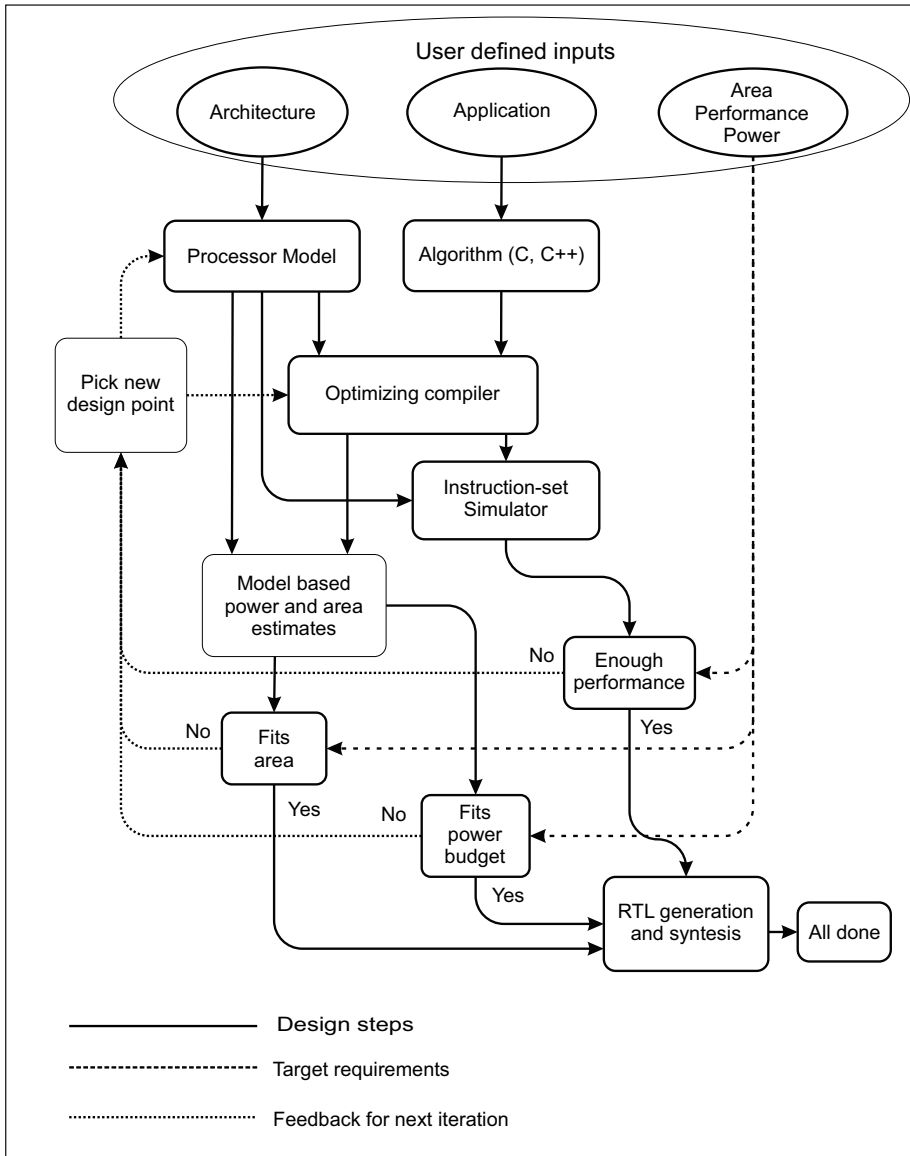 User defined inputs
Architecture
Application
Area
Performance
Power
Processor Model
Algorithm (C, C++)
Pick new
design point
Optimizing compiler
Instruction-set
Simulator
Model based
power and area
estimates
No
Enough
performance
Yes
No
Fits
area
Yes
No
Fits
power
budget
Yes
RTL generation
and syntesis
All done
Design steps
Target requirements
Feedback for next iteration